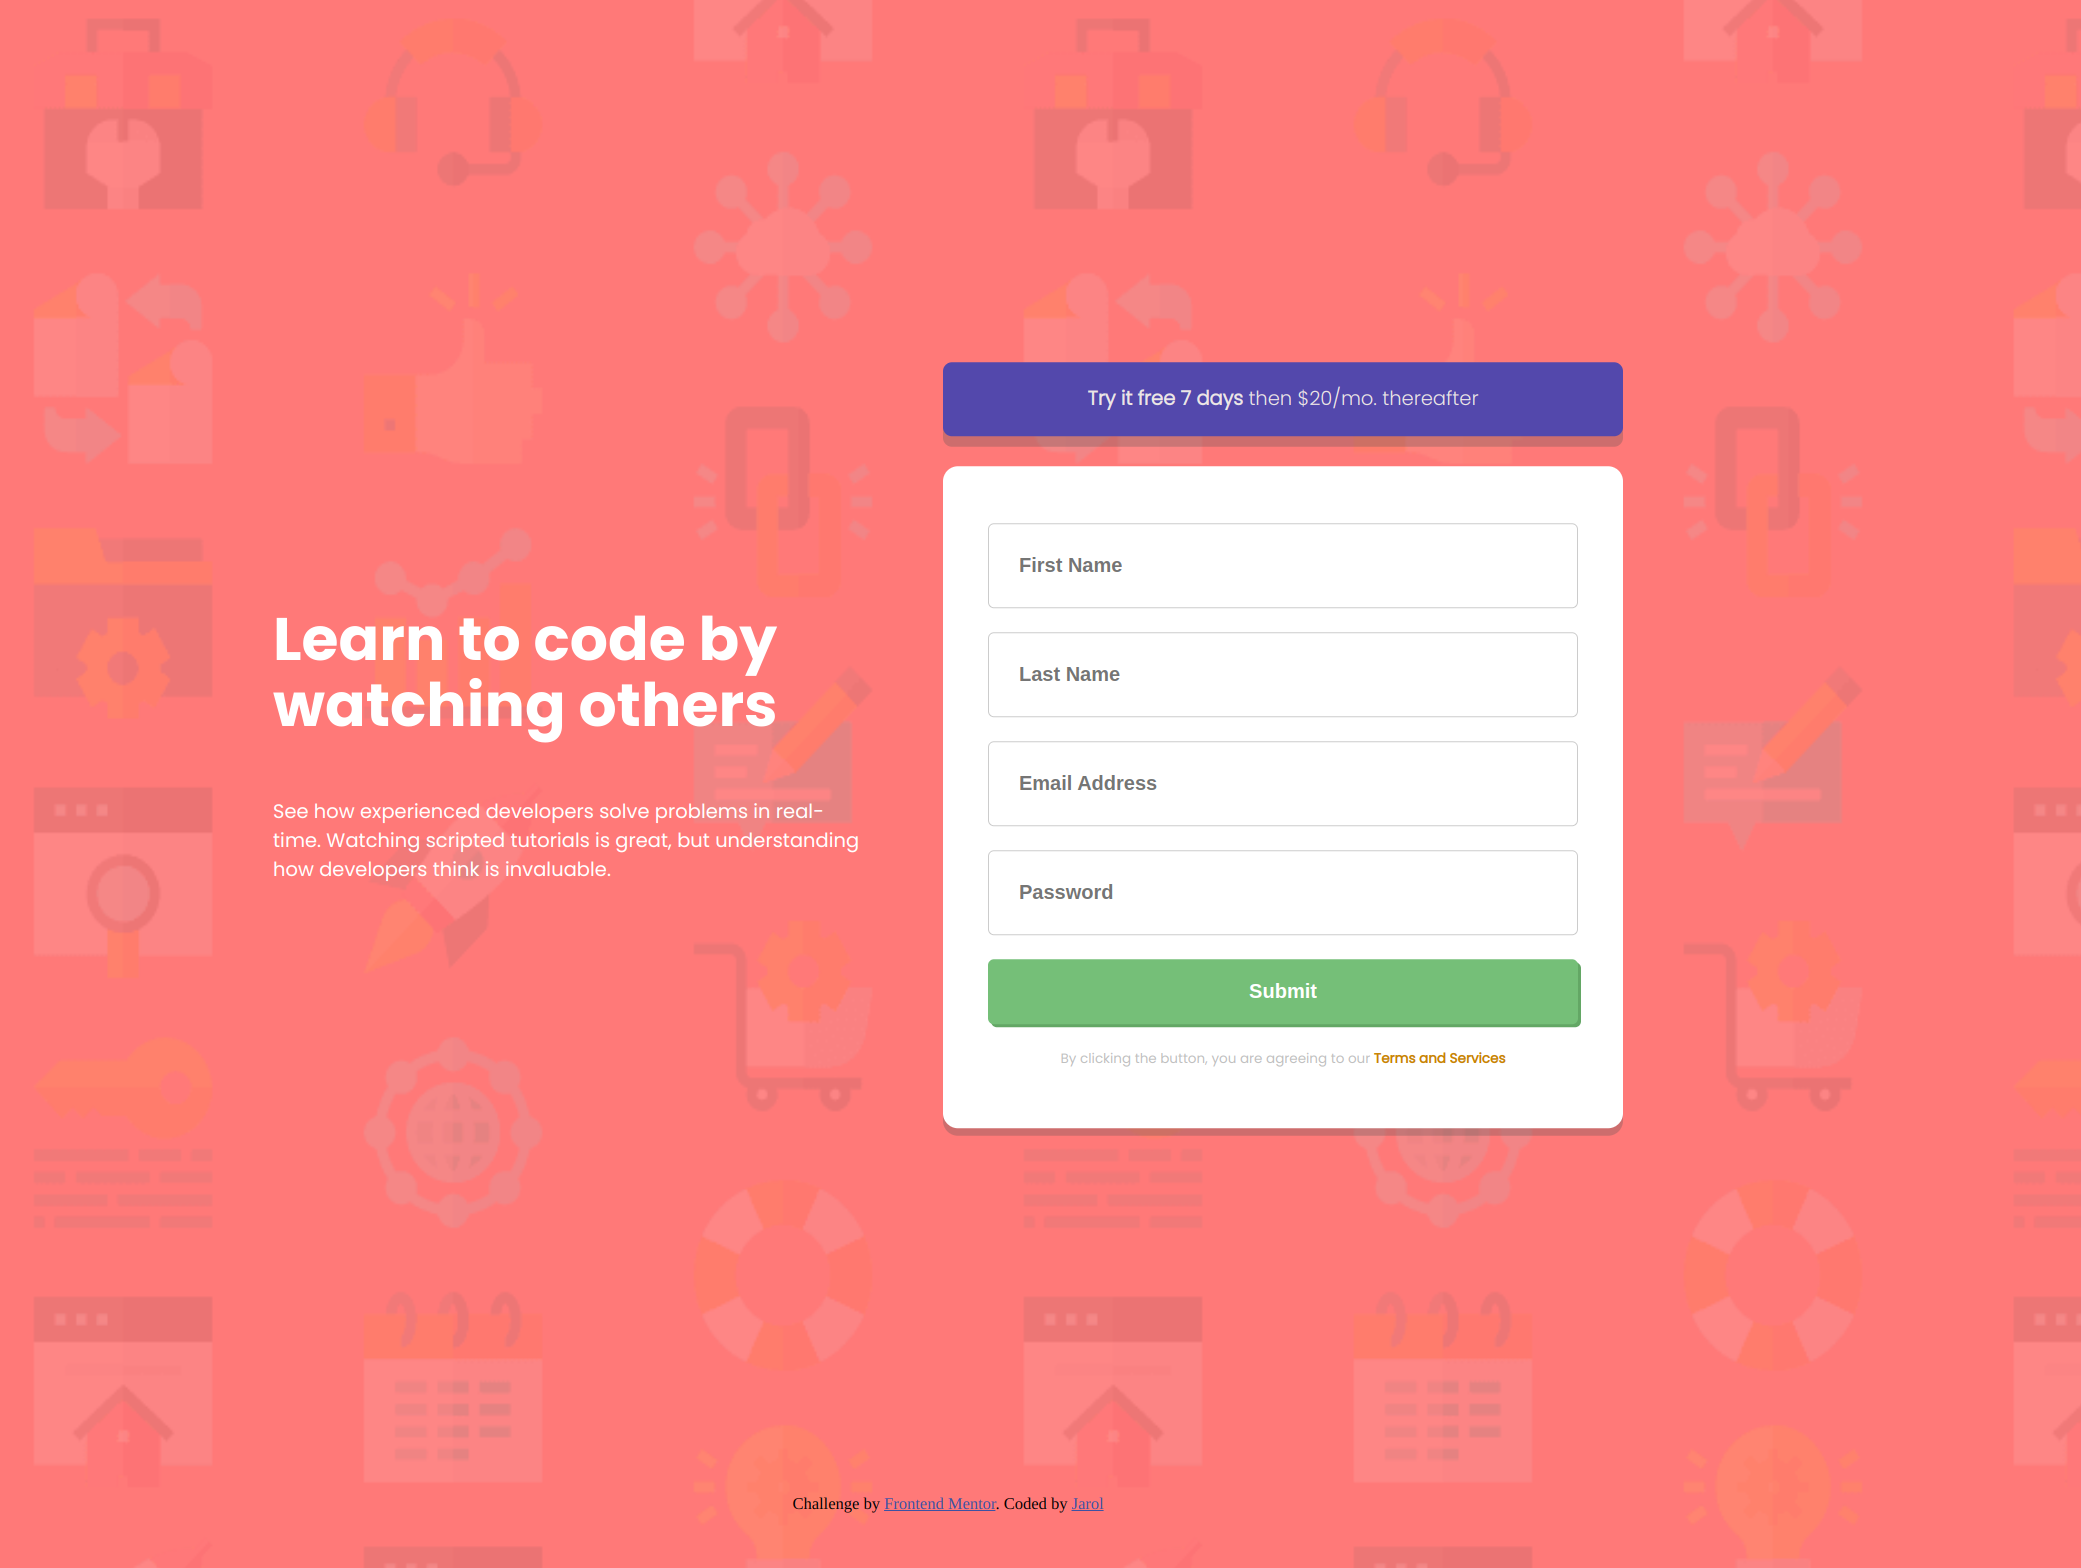 Learn to code by
watching others
See how experienced developers solve problems in real-
time. Watching scripted tutorials is great, but understanding
how developers think is invaluable.
Try it free 7 days then $20/mo. thereafter
First Name
Last Name
Email Address
Password
Submit
By clicking the button, you are agreeing to our Terms and Services
Challenge by Frontend Mentor. Coded by Jarol